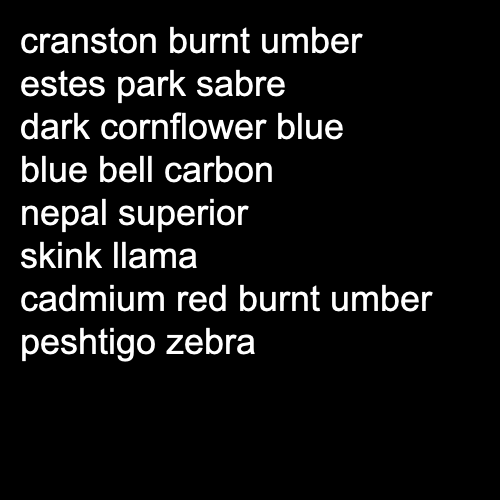 cranston burnt umber
estes park sabre
dark cornflower blue
blue bell carbon
nepal superior
skink llama
cadmium red burnt umber
peshtigo zebra